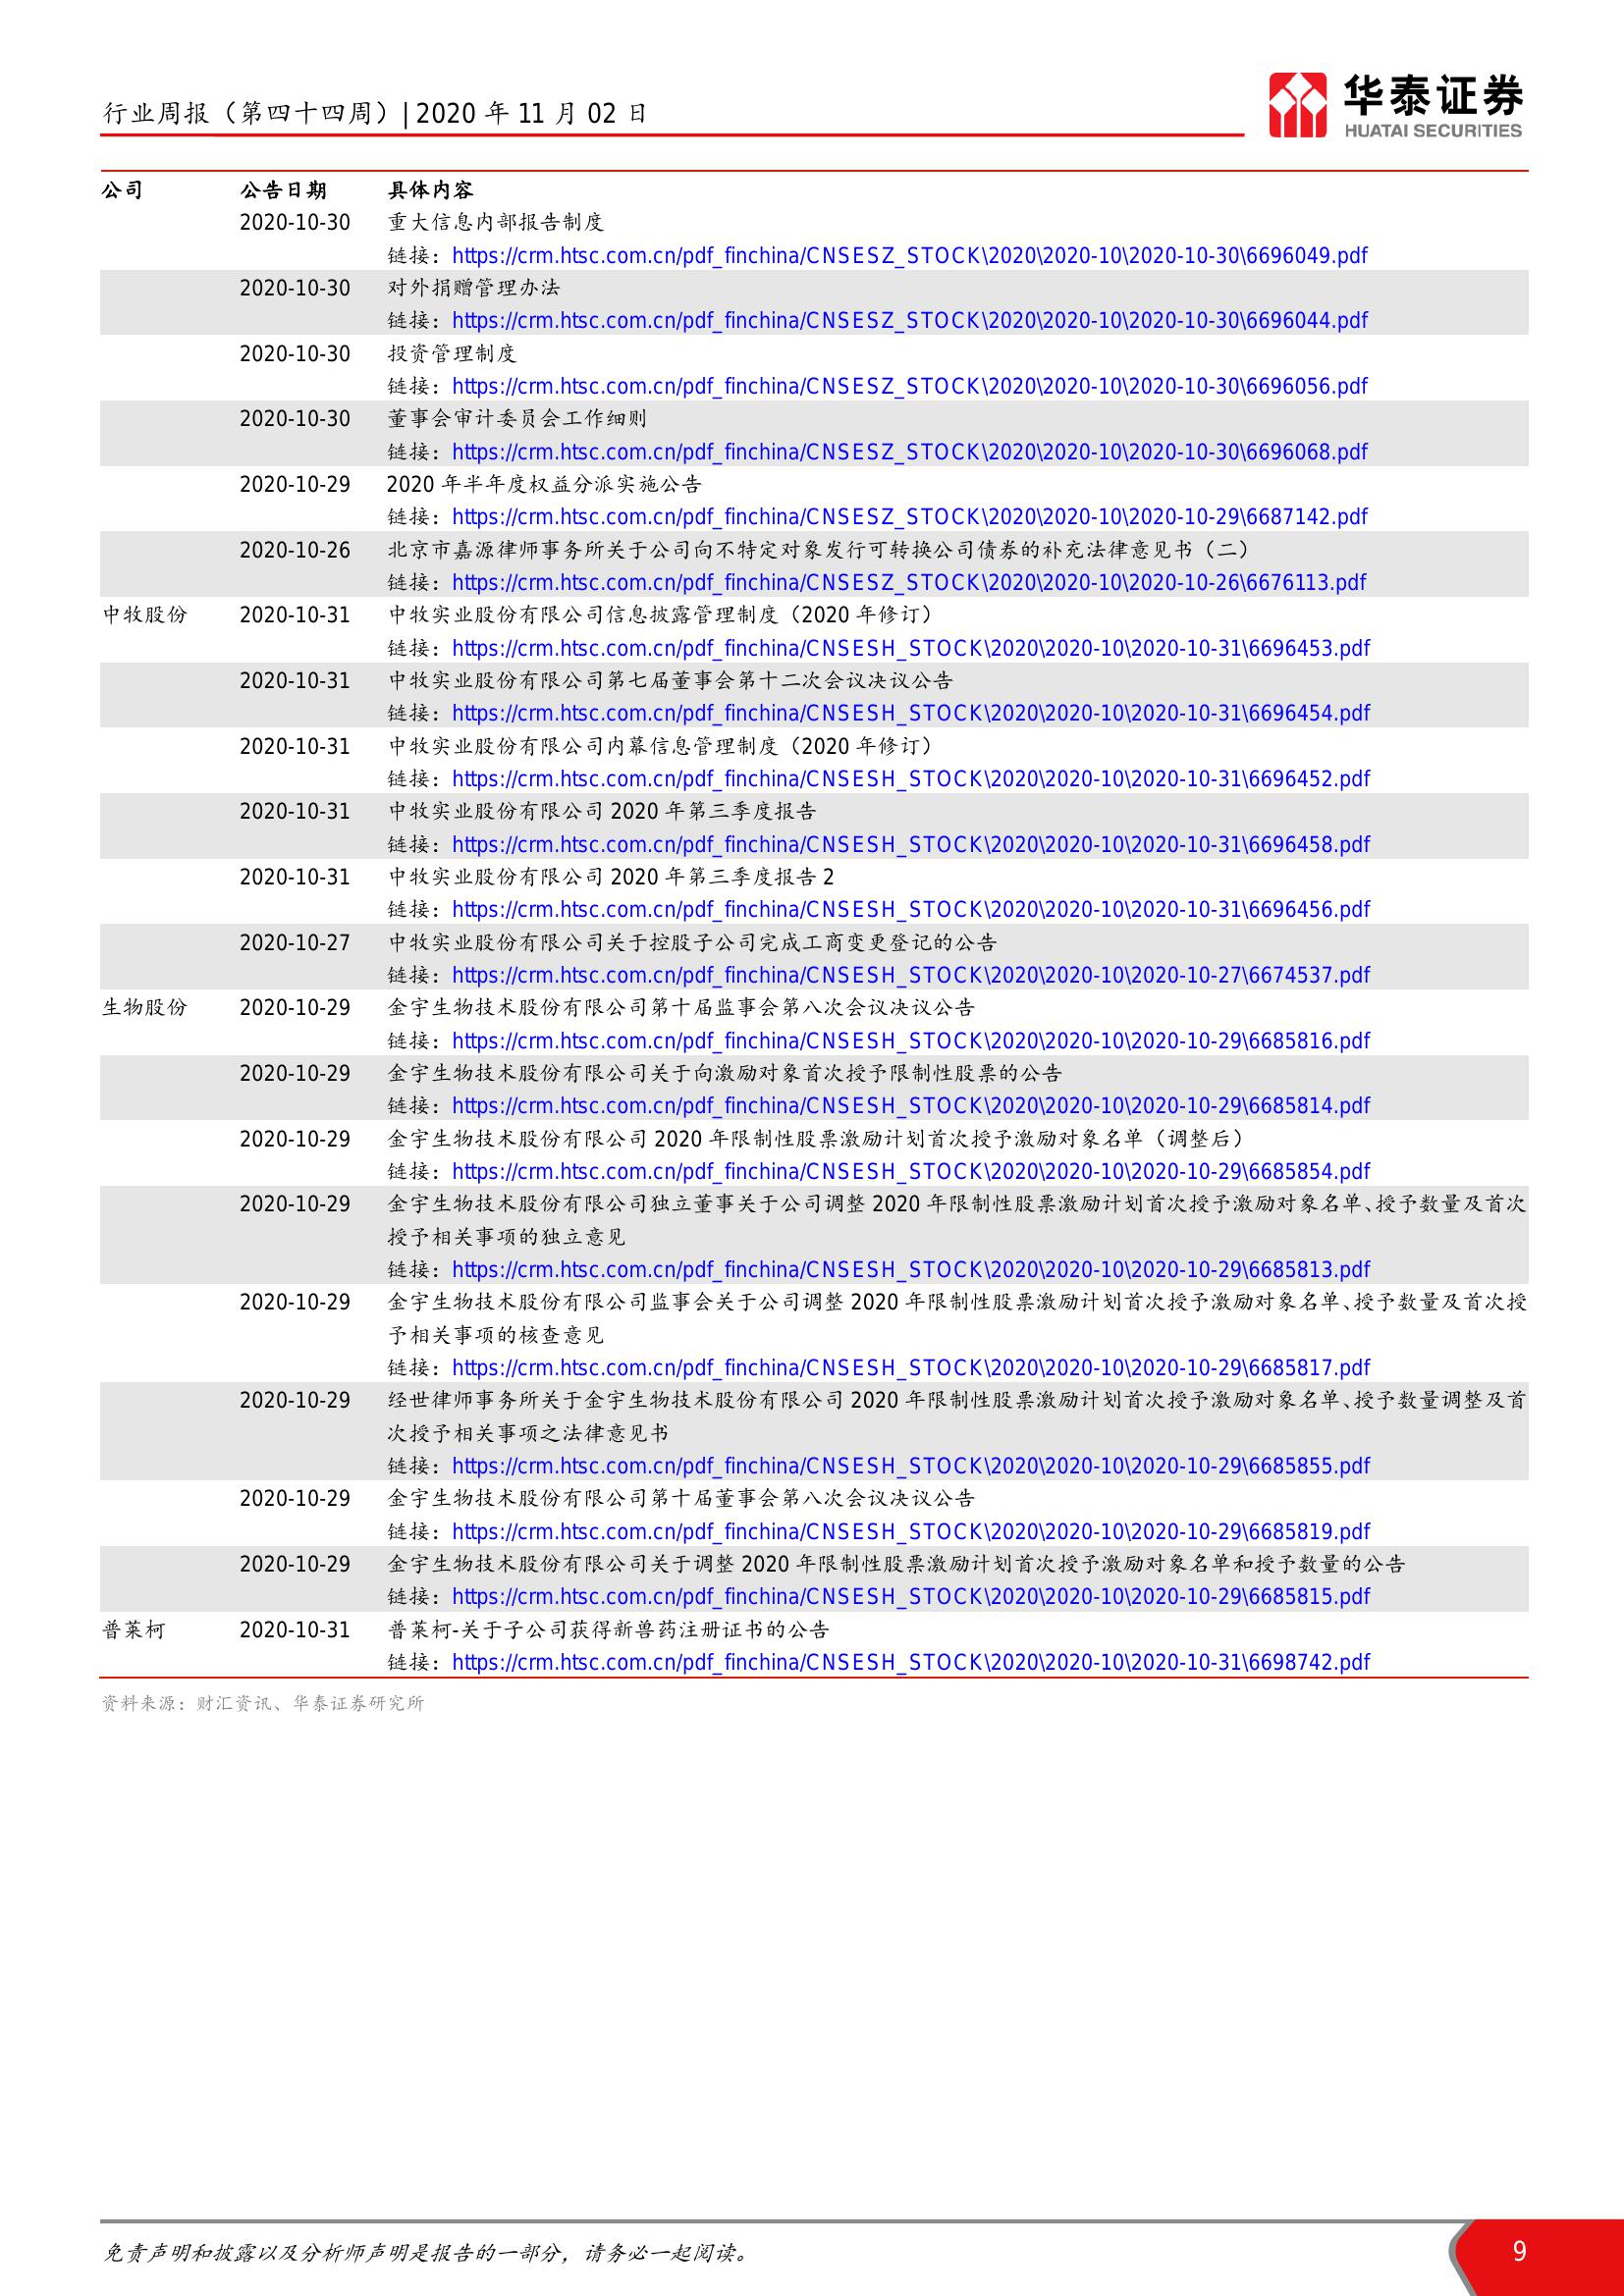 行业周报（第四十四周）| 2020 年 11 月 02 日
华泰证券
HUATAI SECURITIES
公司 公告日期 具体内容
2020-10-30 重大信息内部报告制度
链接：https://crm.htsc.com.cn/pdf_finchina/CNSESZ_STOCK\2020\2020-10\2020-10-30\6696049.pdf
2020-10-30 对外捐赠管理办法
链接：https://crm.htsc.com.cn/pdf_finchina/CNSESZ_STOCK\2020\2020-10\2020-10-30\6696044.pdf
2020-10-30 投资管理制度
链接：https://crm.htsc.com.cn/pdf_finchina/CNSESZ_STOCK\2020\2020-10\2020-10-30\6696056.pdf
2020-10-30 董事会审计委员会工作细则
链接：https://crm.htsc.com.cn/pdf_finchina/CNSESZ_STOCK\2020\2020-10\2020-10-30\6696068.pdf
2020-10-29 2020 年半年度权益分派实施公告
链接：https://crm.htsc.com.cn/pdf_finchina/CNSESZ_STOCK\2020\2020-10\2020-10-29\6687142.pdf
2020-10-26 北京市嘉源律师事务所关于公司向不特定对象发行可转换公司债券的补充法律意见书（二）
链接：https://crm.htsc.com.cn/pdf_finchina/CNSESZ_STOCK\2020\2020-10\2020-10-26\6676113.pdf
中牧股份 2020-10-31 中牧实业股份有限公司信息披露管理制度（2020 年修订）
链接：https://crm.htsc.com.cn/pdf_finchina/CNSESH_STOCK\2020\2020-10\2020-10-31\6696453.pdf
2020-10-31 中牧实业股份有限公司第七届董事会第十二次会议决议公告
链接：https://crm.htsc.com.cn/pdf_finchina/CNSESH_STOCK\2020\2020-10\2020-10-31\6696454.pdf
2020-10-31 中牧实业股份有限公司内幕信息管理制度（2020 年修订）
链接：https://crm.htsc.com.cn/pdf_finchina/CNSESH_STOCK\2020\2020-10\2020-10-31\6696452.pdf
2020-10-31 中牧实业股份有限公司 2020 年第三季度报告
链接：https://crm.htsc.com.cn/pdf_finchina/CNSESH_STOCK\2020\2020-10\2020-10-31\6696458.pdf
2020-10-31 中牧实业股份有限公司 2020 年第三季度报告 2
链接：https://crm.htsc.com.cn/pdf_finchina/CNSESH_STOCK\2020\2020-10\2020-10-31\6696456.pdf
2020-10-27 中牧实业股份有限公司关于控股子公司完成工商变更登记的公告
链接：https://crm.htsc.com.cn/pdf_finchina/CNSESH_STOCK\2020\2020-10\2020-10-27\6674537.pdf
生物股份 2020-10-29 金宇生物技术股份有限公司第十届监事会第八次会议决议公告
链接：https://crm.htsc.com.cn/pdf_finchina/CNSESH_STOCK\2020\2020-10\2020-10-29\6685816.pdf
2020-10-29 金宇生物技术股份有限公司关于向激励对象首次授予限制性股票的公告
链接：https://crm.htsc.com.cn/pdf_finchina/CNSESH_STOCK\2020\2020-10\2020-10-29\6685814.pdf
2020-10-29 金宇生物技术股份有限公司 2020 年限制性股票激励计划首次授予激励对象名单（调整后）
链接：https://crm.htsc.com.cn/pdf_finchina/CNSESH_STOCK\2020\2020-10\2020-10-29\6685854.pdf
2020-10-29 金宇生物技术股份有限公司独立董事关于公司调整 2020 年限制性股票激励计划首次授予激励对象名单、授予数量及首次
授予相关事项的独立意见
链接：https://crm.htsc.com.cn/pdf_finchina/CNSESH_STOCK\2020\2020-10\2020-10-29\6685813.pdf
2020-10-29 金宇生物技术股份有限公司监事会关于公司调整 2020 年限制性股票激励计划首次授予激励对象名单、授予数量及首次授
予相关事项的核查意见
链接：https://crm.htsc.com.cn/pdf_finchina/CNSESH_STOCK\2020\2020-10\2020-10-29\6685817.pdf
2020-10-29 经世律师事务所关于金宇生物技术股份有限公司 2020 年限制性股票激励计划首次授予激励对象名单、授予数量调整及首
次授予相关事项之法律意见书
链接：https://crm.htsc.com.cn/pdf_finchina/CNSESH_STOCK\2020\2020-10\2020-10-29\6685855.pdf
2020-10-29 金宇生物技术股份有限公司第十届董事会第八次会议决议公告
链接：https://crm.htsc.com.cn/pdf_finchina/CNSESH_STOCK\2020\2020-10\2020-10-29\6685819.pdf
2020-10-29 金宇生物技术股份有限公司关于调整 2020 年限制性股票激励计划首次授予激励对象名单和授予数量的公告
链接：https://crm.htsc.com.cn/pdf_finchina/CNSESH_STOCK\2020\2020-10\2020-10-29\6685815.pdf
普莱柯 2020-10-31 普莱柯-关于子公司获得新兽药注册证书的公告
链接：https://crm.htsc.com.cn/pdf_finchina/CNSESH_STOCK\2020\2020-10\2020-10-31\6698742.pdf
资料来源：财汇资讯、华泰证券研究所
免责声明和披露以及分析师声明是报告的一部分，请务必一起阅读。
9